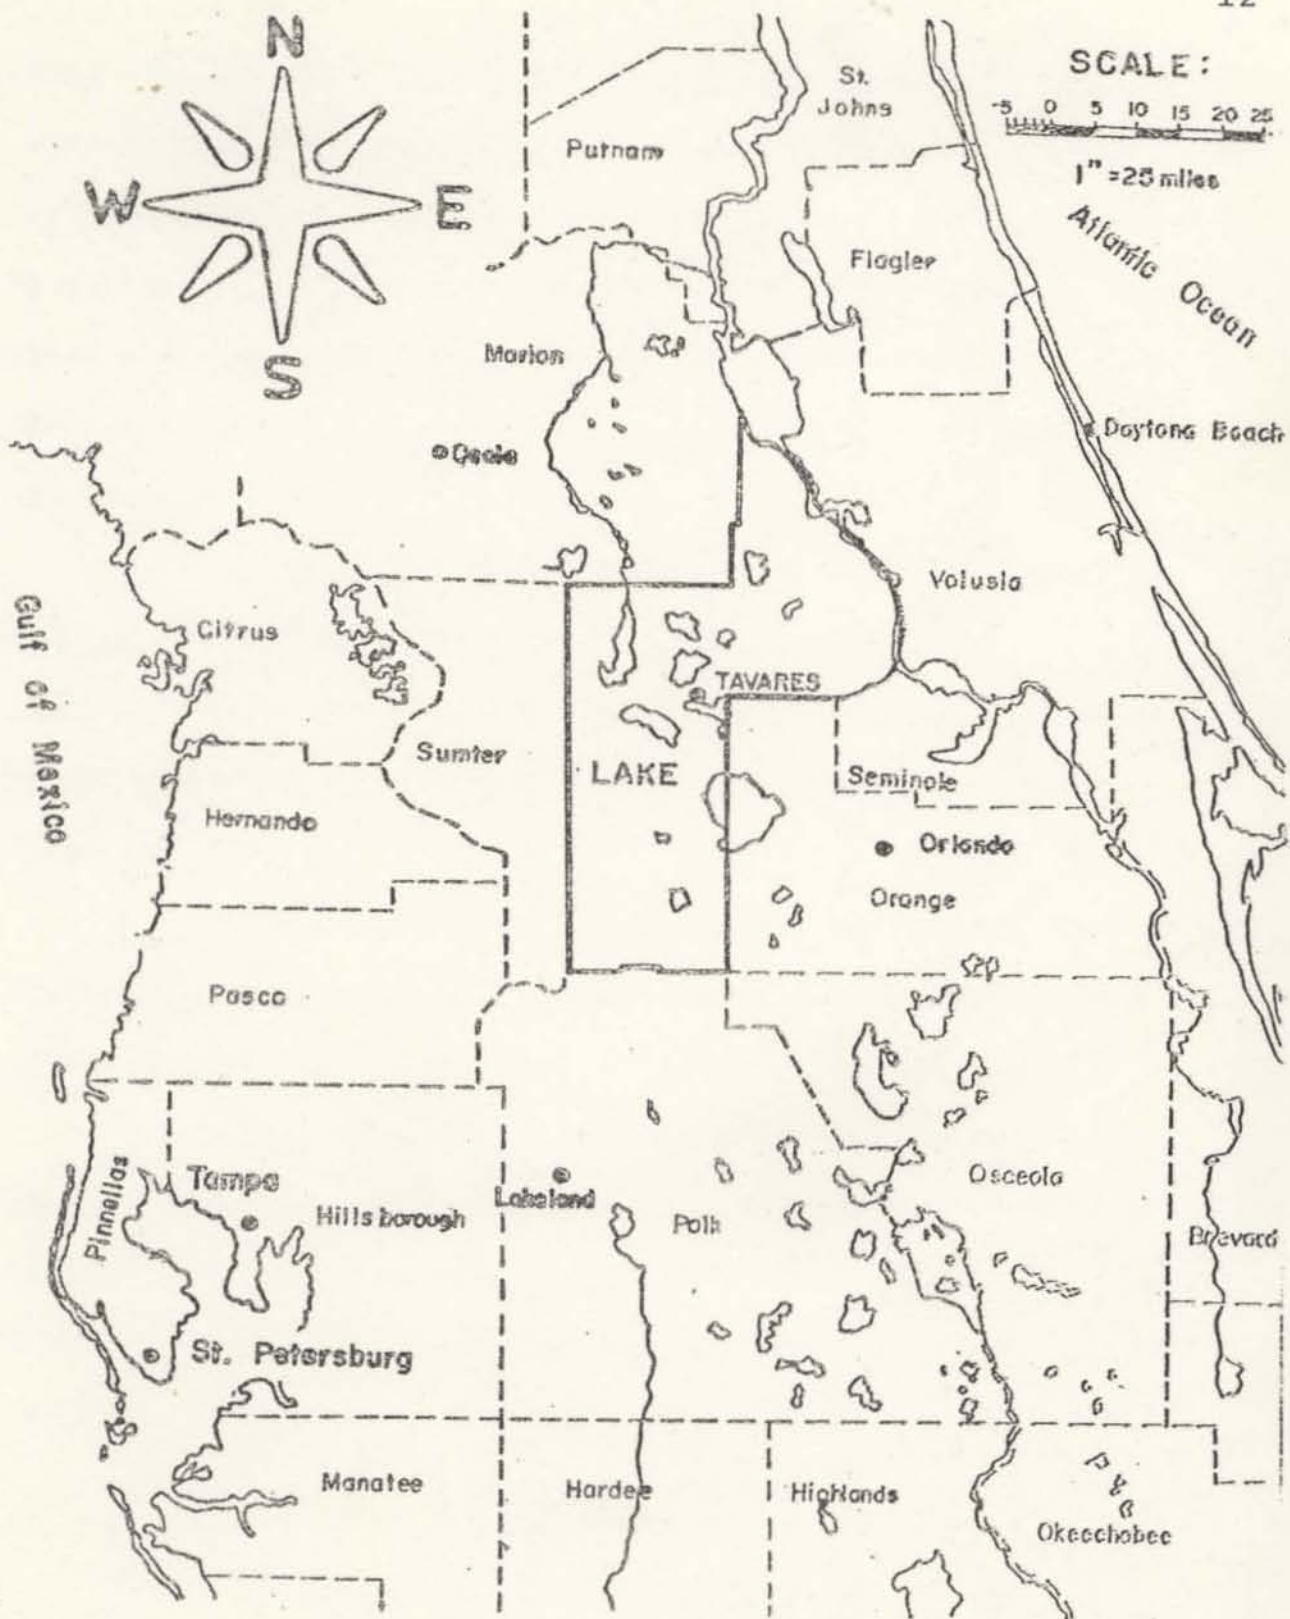 12
N
W
E
S
SCALE:
5 0 5 10 15 20 25
1" = 25 miles
St.
Johns
Putnam
Flagler
Atlantic Ocean
Marion
Daytona Beach
Ocala
Volusia
Citrus
Gulf of Mexico
TAVARES
Sumter
LAKE
Seminole
Hernando
Orlando
Orange
Pasco
Osceola
Tampa
Pinnellas
Hillsborough
Lakeland
Polk
Brevard
St. Petersburg
Manatee
Hardee
Highlands
Okeechobee